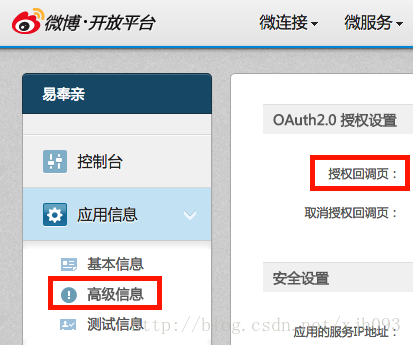 微博·开放平台
微连接
微服务
易奉亲
控制台
应用信息
基本信息
高级信息
测试信息
OAuth2.0 授权设置
授权回调页：
取消授权回调页：
安全设置
应用的服务IP地址：
http://blog.csdn.net/yjh093